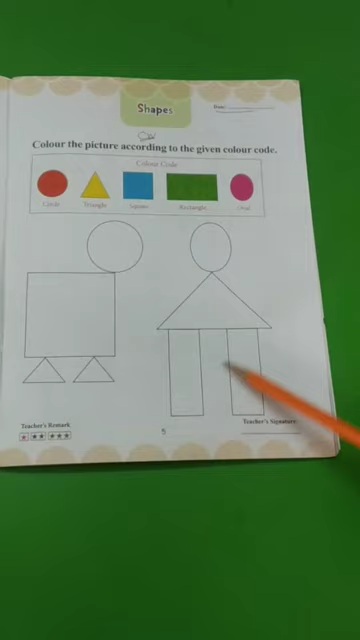 Shapes
Date:
Colour the picture according to the given colour code.
Colour Code
Circle
Triangle
Square
Rectangle
Oval
Teacher's Remark
Teacher's Signature:
5